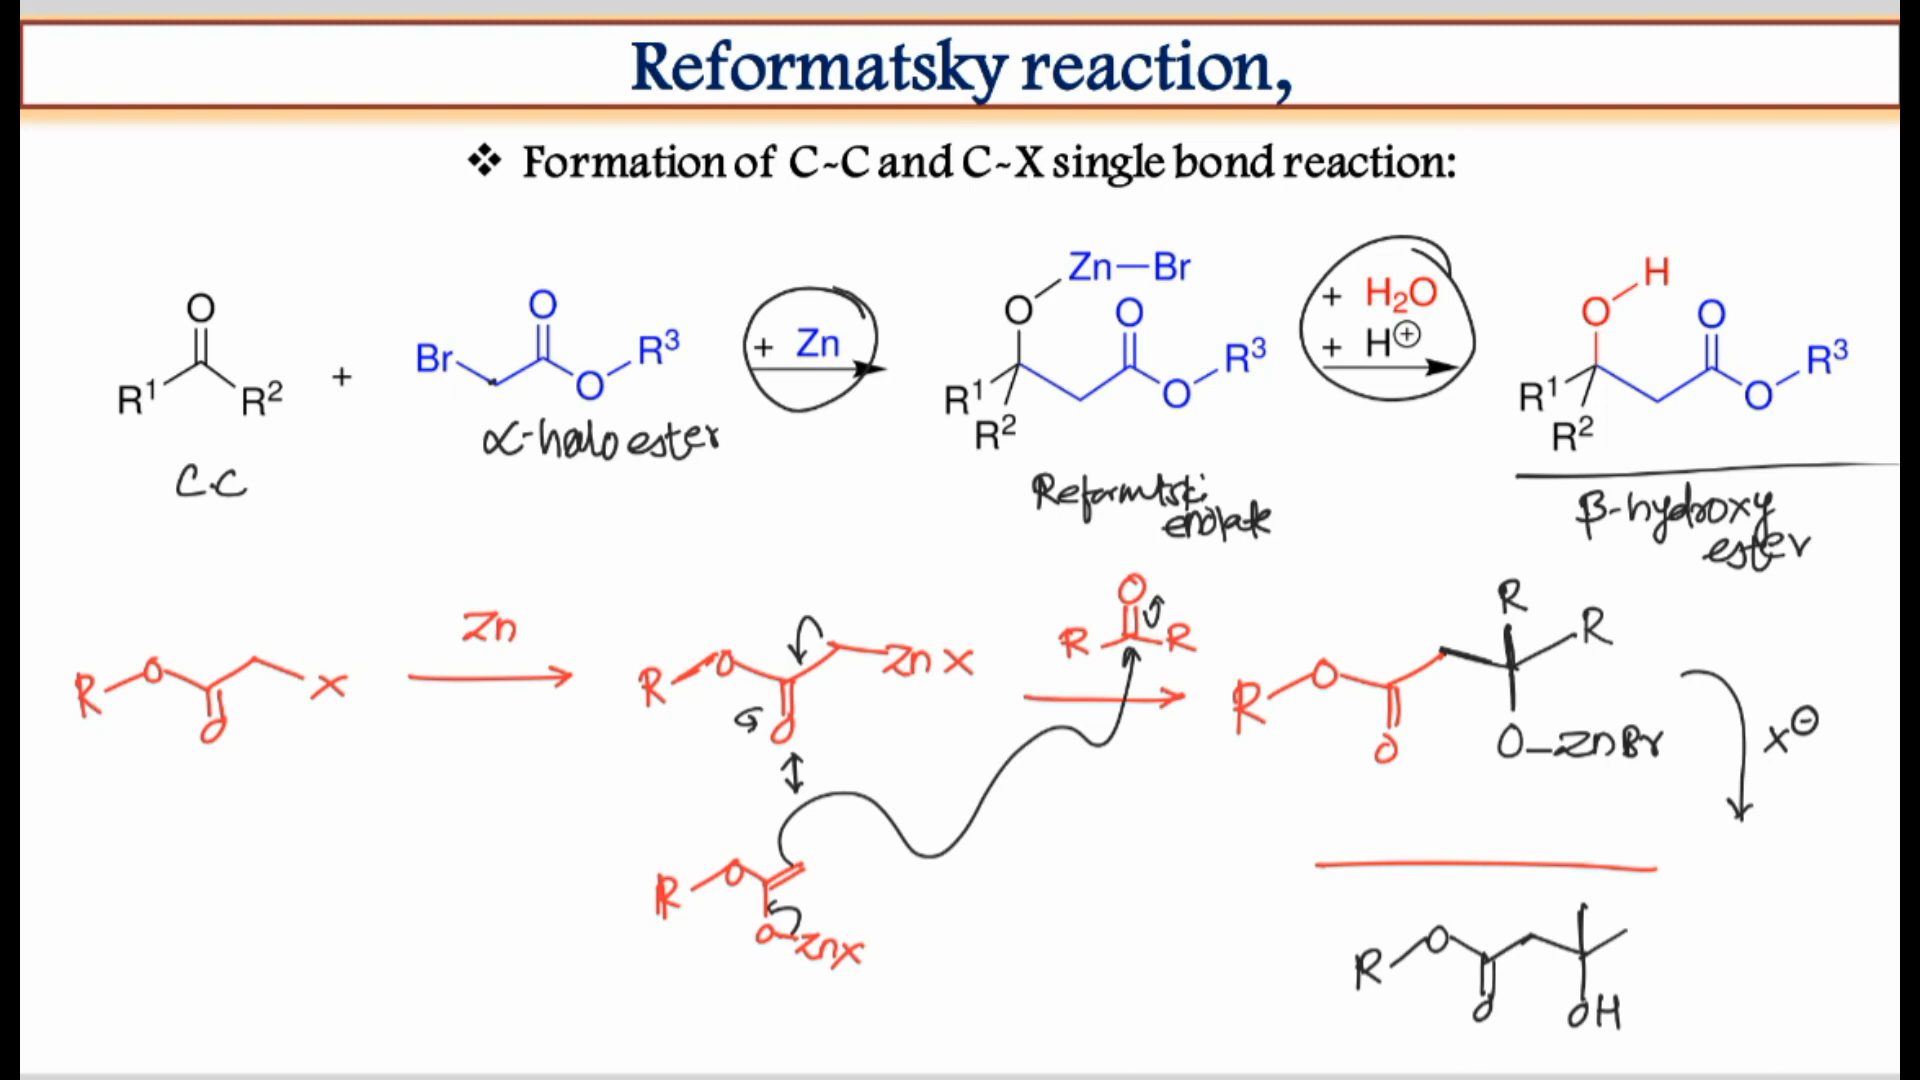 Reformatsky reaction,
❖ Formation of C-C and C-X single bond reaction:
O R¹ R² + Br O O R³ + Zn Zn—Br O R¹ R² O O R³ + H₂O + H⊕ H O R¹ R² O O R³
C.C
α-halo ester
Reformtski
enolate
β-hydroxy
ester
R O O X Zn R O O Zn X O R R R O O R R O–ZnBr X⊖
R O O–Znx
R O O OH